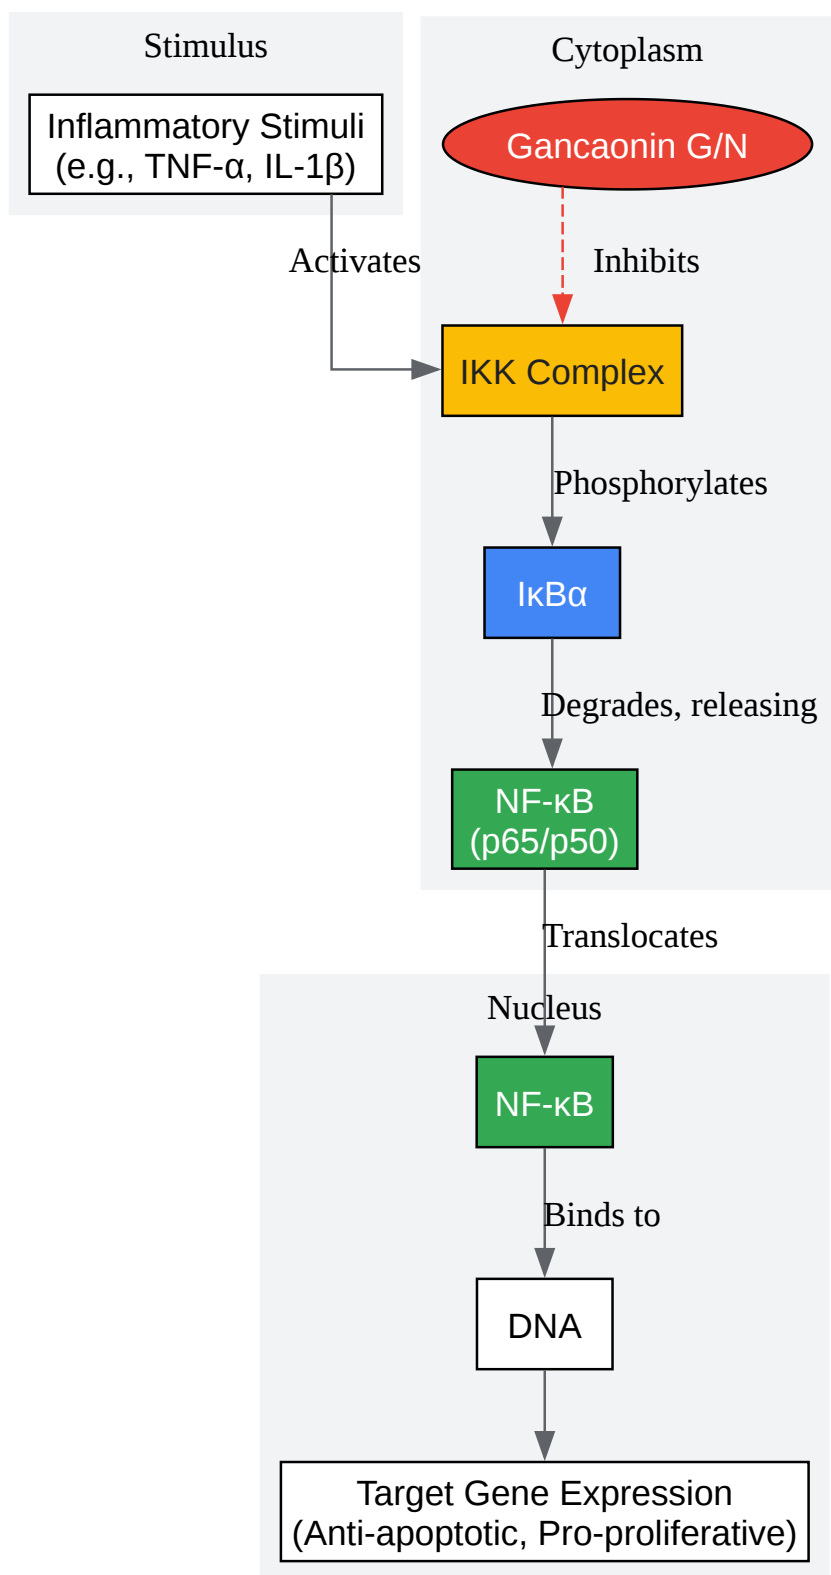 Stimulus
Cytoplasm
Inflammatory Stimuli
(e.g., TNF-α, IL-1β)
Gancaonin G/N
Activates
Inhibits
IKK Complex
Phosphorylates
IκBα
Degrades, releasing
NF-κB
(p65/p50)
Translocates
Nucleus
NF-κB
Binds to
DNA
Target Gene Expression
(Anti-apoptotic, Pro-proliferative)